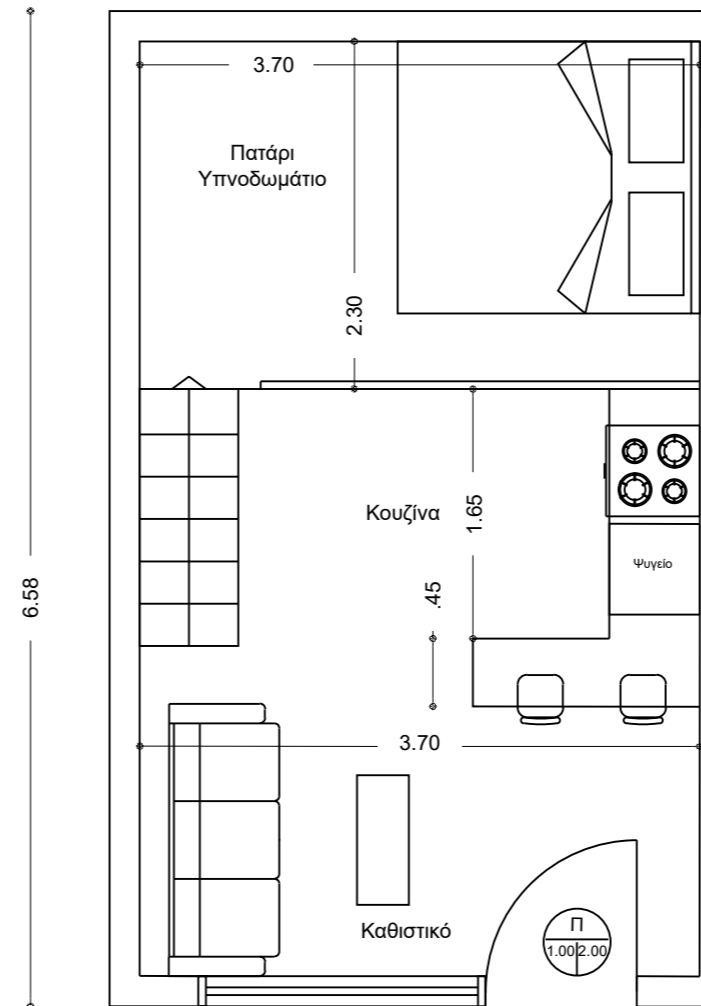 3.70
Πατάρι
Υπνοδωμάτιο
2.30
Κουζίνα
1.65
Ψυγείο
6.58
.45
3.70
Καθιστικό
Π
1.00 2.00